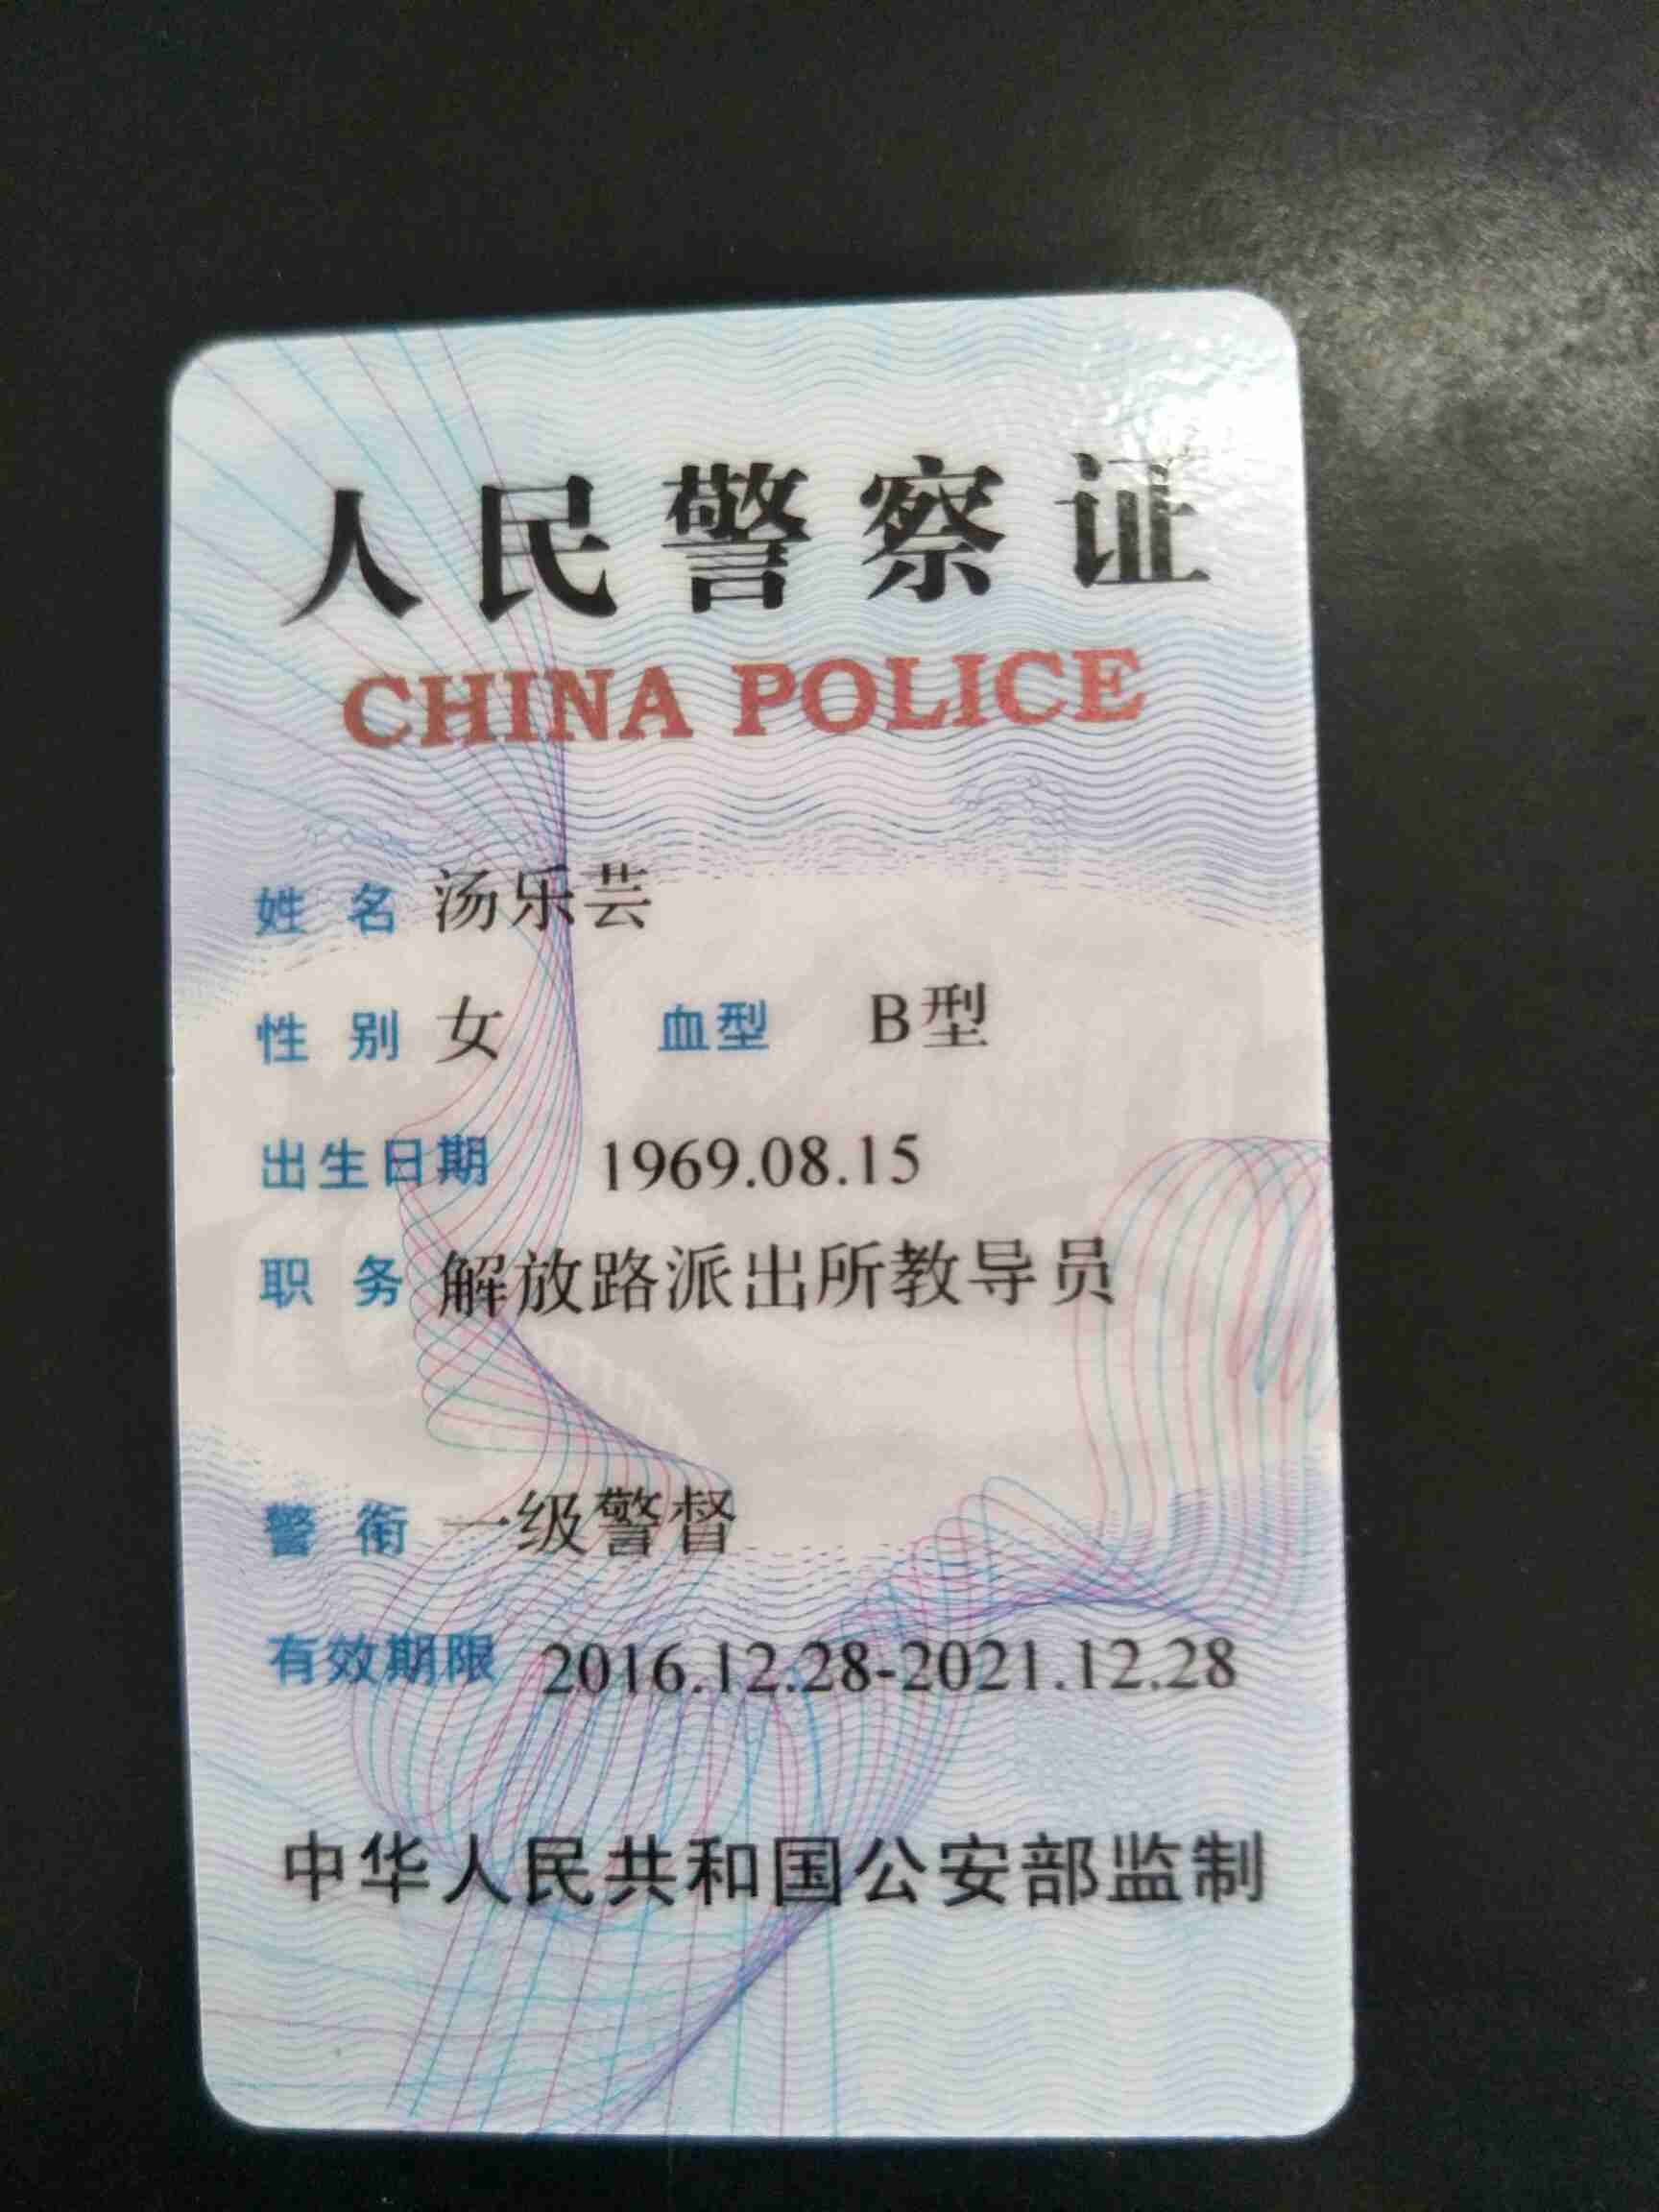 人民警察证
CHINA POLICE
姓 名 汤乐芸
性 别 女 血型 B型
出生日期 1969.08.15
职 务 解放路派出所教导员
警 衔 一级警督
有效期限 2016.12.28-2021.12.28
中华人民共和国公安部监制